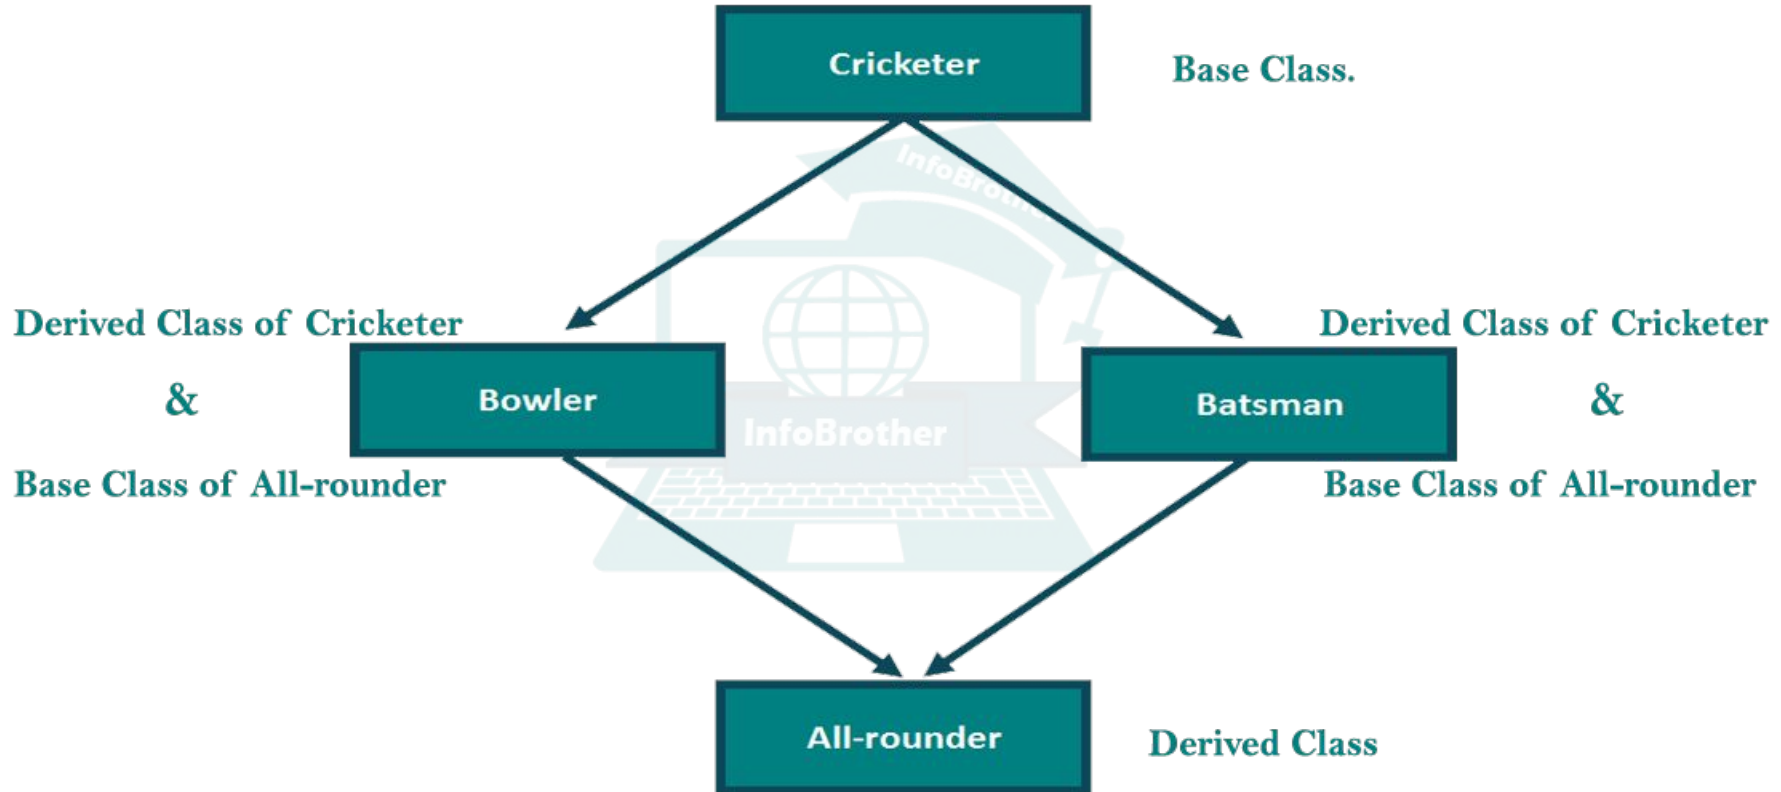 Cricketer
Base Class.
InfoBrother
Derived Class of Cricketer
&
Base Class of All-rounder
Bowler
InfoBrother
Batsman
Derived Class of Cricketer
&
Base Class of All-rounder
All-rounder
Derived Class